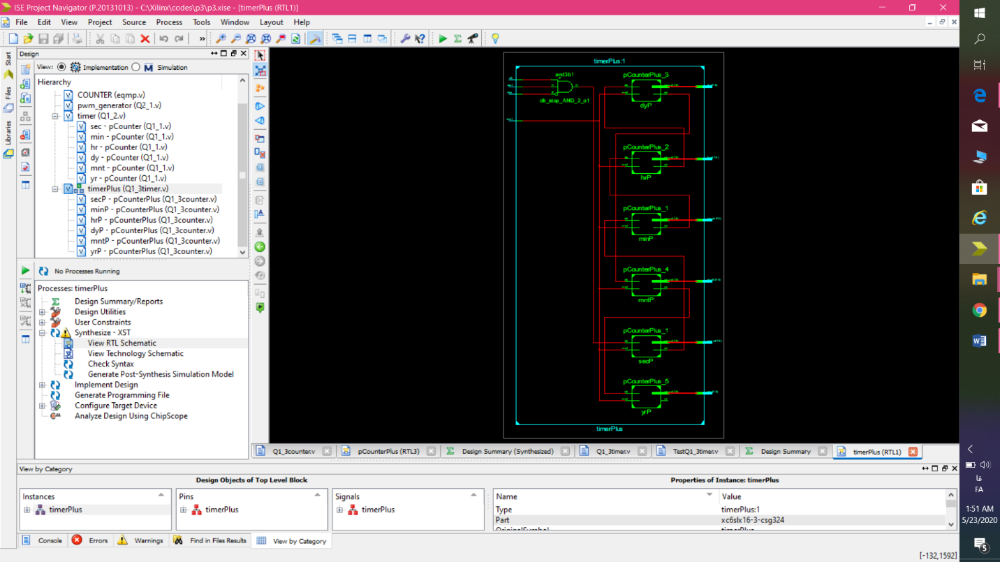 ISE Project Navigator (P.20131013) - C:\Xilinx\codes\p3\p3.xise - [timerPlus (RTL1)]
File Edit View Project Source Process Tools Window Layout Help
»
Start
Files
Libraries
Design
View: Implementation Simulation
Hierarchy
COUNTER (eqmp.v)
pwm_generator (Q2_1.v)
timer (Q1_2.v)
sec - pCounter (Q1_1.v)
min - pCounter (Q1_1.v)
hr - pCounter (Q1_1.v)
dy - pCounter (Q1_1.v)
mnt - pCounter (Q1_1.v)
yr - pCounter (Q1_1.v)
timerPlus (Q1_3timer.v)
secP - pCounterPlus (Q1_3counter.v)
minP - pCounterPlus (Q1_3counter.v)
hrP - pCounterPlus (Q1_3counter.v)
dyP - pCounterPlus (Q1_3counter.v)
mntP - pCounterPlus (Q1_3counter.v)
yrP - pCounterPlus (Q1_3counter.v)
No Processes Running
Processes: timerPlus
Design Summary/Reports
Design Utilities
User Constraints
Synthesize - XST
View RTL Schematic
View Technology Schematic
Check Syntax
Generate Post-Synthesis Simulation Model
Implement Design
Generate Programming File
Configure Target Device
Analyze Design Using ChipScope
timerPlus:1
and3b1
clk_stop_AND_2_o1
pCounterPlus_3
dyP
pCounterPlus_2
hrP
pCounterPlus_1
minP
pCounterPlus_4
mntP
pCounterPlus_1
secP
pCounterPlus_5
yrP
timerPlus
Q1_3counter.v pCounterPlus (RTL3) Design Summary (Synthesized) Q1_3timer.v TestQ1_3timer.v Design Summary timerPlus (RTL1)
View by Category
Design Objects of Top Level Block Properties of Instance: timerPlus
Instances Pins Signals Name Value
timerPlus timerPlus timerPlus Type timerPlus:1
Part xc6slx16-3-csg324
OriginalSymbol timerPlus
Console Errors Warnings Find in Files Results View by Category
[-132,1592]
فا
FA
1:51 AM
5/23/2020
5